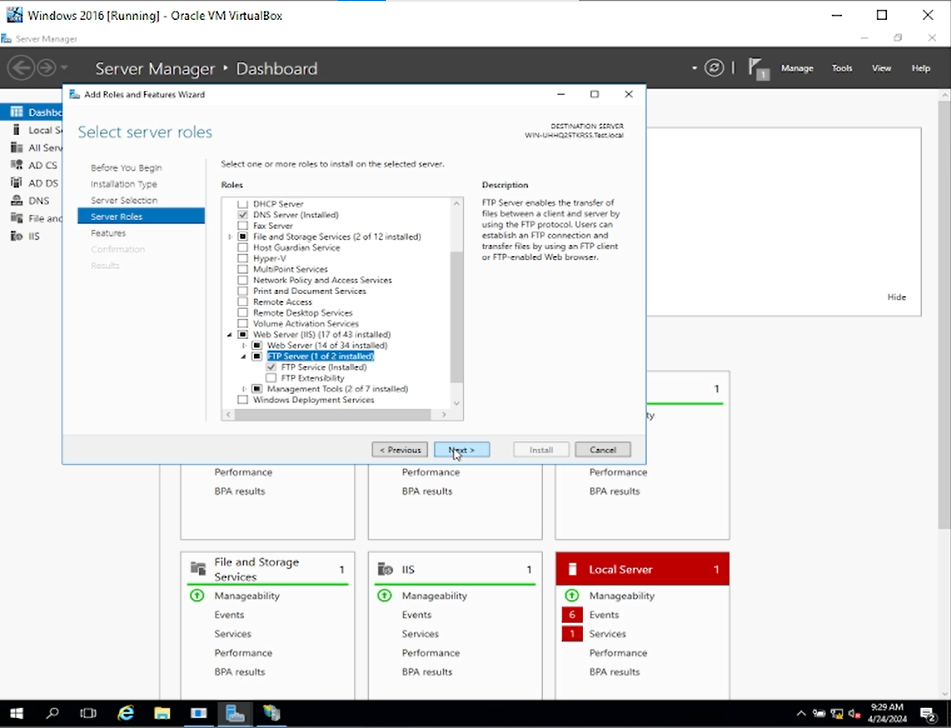 Windows 2016 [Running] - Oracle VM VirtualBox
Server Manager
Server Manager • Dashboard
1
Manage
Tools
View
Help
Dashbo
Local Se
All Serv
AD CS
AD DS
DNS
File and
IIS
Add Roles and Features Wizard
Select server roles
DESTINATION SERVER
Before You Begin
Installation Type
Server Selection
Server Roles
Features
Confirmation
Results
Select one or more roles to install on the selected server.
Roles
DHCP Server
DNS Server (Installed)
Fax Server
File and Storage Services (2 of 12 installed)
Host Guardian Service
Hyper-V
MultiPoint Services
Network Policy and Access Services
Print and Document Services
Remote Access
Remote Desktop Services
Volume Activation Services
Web Server (IIS) (17 of 43 installed)
Web Server (14 of 34 installed)
FTP Server (1 of 2 installed)
FTP Service (Installed)
FTP Extensibility
Management Tools (2 of 7 installed)
Windows Deployment Services
Description
FTP Server enables the transfer of
files between a client and server by
using the FTP protocol. Users can
establish an FTP connection and
transfer files by using an FTP client
or FTP-enabled Web browser.
< Previous
Next >
Install
Cancel
Hide
1
ty
Performance
BPA results
Performance
BPA results
Performance
BPA results
File and Storage
Services
1
Manageability
Events
Services
Performance
BPA results
IIS
1
Manageability
Events
Services
Performance
BPA results
Local Server
1
Manageability
6 Events
1 Services
Performance
BPA results
9:29 AM
4/24/2024
2